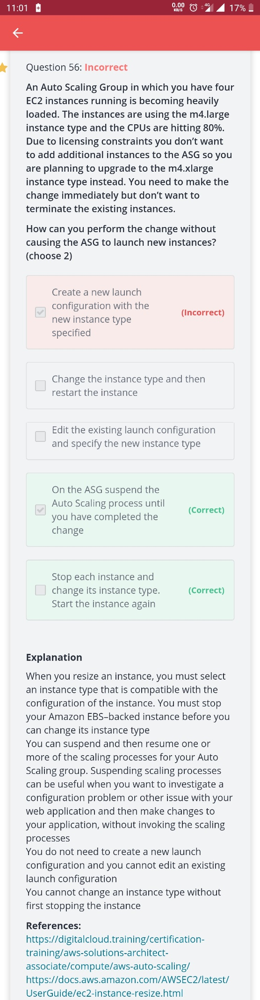 11:01
0.00 KB/S 4G 17%
Question 56: Incorrect
An Auto Scaling Group in which you have four
EC2 instances running is becoming heavily
loaded. The instances are using the m4.large
instance type and the CPUs are hitting 80%.
Due to licensing constraints you don’t want
to add additional instances to the ASG so you
are planning to upgrade to the m4.xlarge
instance type instead. You need to make the
change immediately but don’t want to
terminate the existing instances.
How can you perform the change without
causing the ASG to launch new instances?
(choose 2)
Create a new launch
configuration with the
new instance type
specified
(Incorrect)
Change the instance type and then
restart the instance
Edit the existing launch configuration
and specify the new instance type
On the ASG suspend the
Auto Scaling process until
you have completed the
change
(Correct)
Stop each instance and
change its instance type.
Start the instance again
(Correct)
Explanation
When you resize an instance, you must select
an instance type that is compatible with the
configuration of the instance. You must stop
your Amazon EBS–backed instance before you
can change its instance type
You can suspend and then resume one or
more of the scaling processes for your Auto
Scaling group. Suspending scaling processes
can be useful when you want to investigate a
configuration problem or other issue with your
web application and then make changes to
your application, without invoking the scaling
processes
You do not need to create a new launch
configuration and you cannot edit an existing
launch configuration
You cannot change an instance type without
first stopping the instance
References:
https://digitalcloud.training/certification-
training/aws-solutions-architect-
associate/compute/aws-auto-scaling/
https://docs.aws.amazon.com/AWSEC2/latest/
UserGuide/ec2-instance-resize.html